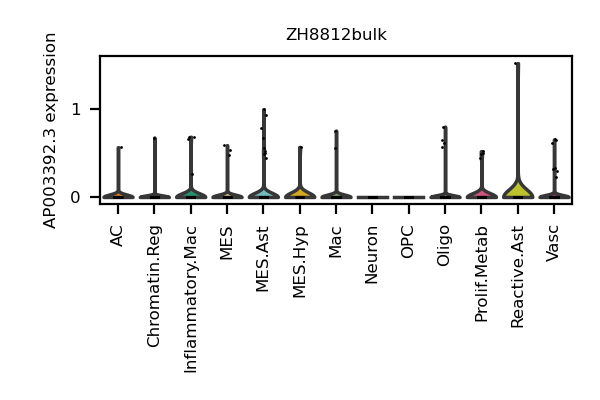 ZH8812bulk
AP003392.3 expression
1
0
AC
Chromatin.Reg
Inflammatory.Mac
MES
MES.Ast
MES.Hyp
Mac
Neuron
OPC
Oligo
Prolif.Metab
Reactive.Ast
Vasc